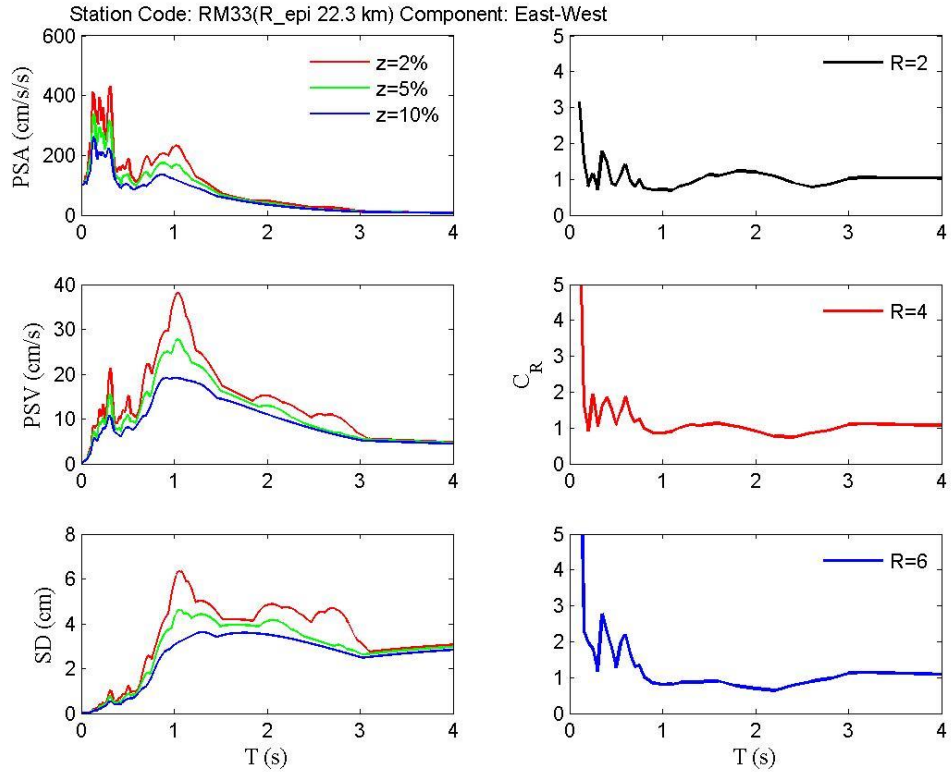 Station Code: RM33(R_epi 22.3 km) Component: East-West
PSA (cm/s/s)
600
400
200
0
z=2%
z=5%
z=10%
0 1 2 3 4
5
4
3
2
1
0
R=2
0 1 2 3 4
PSV (cm/s)
40
30
20
10
0
0 1 2 3 4
C_R
5
4
3
2
1
0
R=4
0 1 2 3 4
SD (cm)
8
6
4
2
0
0 1 2 3 4
T (s)
5
4
3
2
1
0
R=6
0 1 2 3 4
T (s)